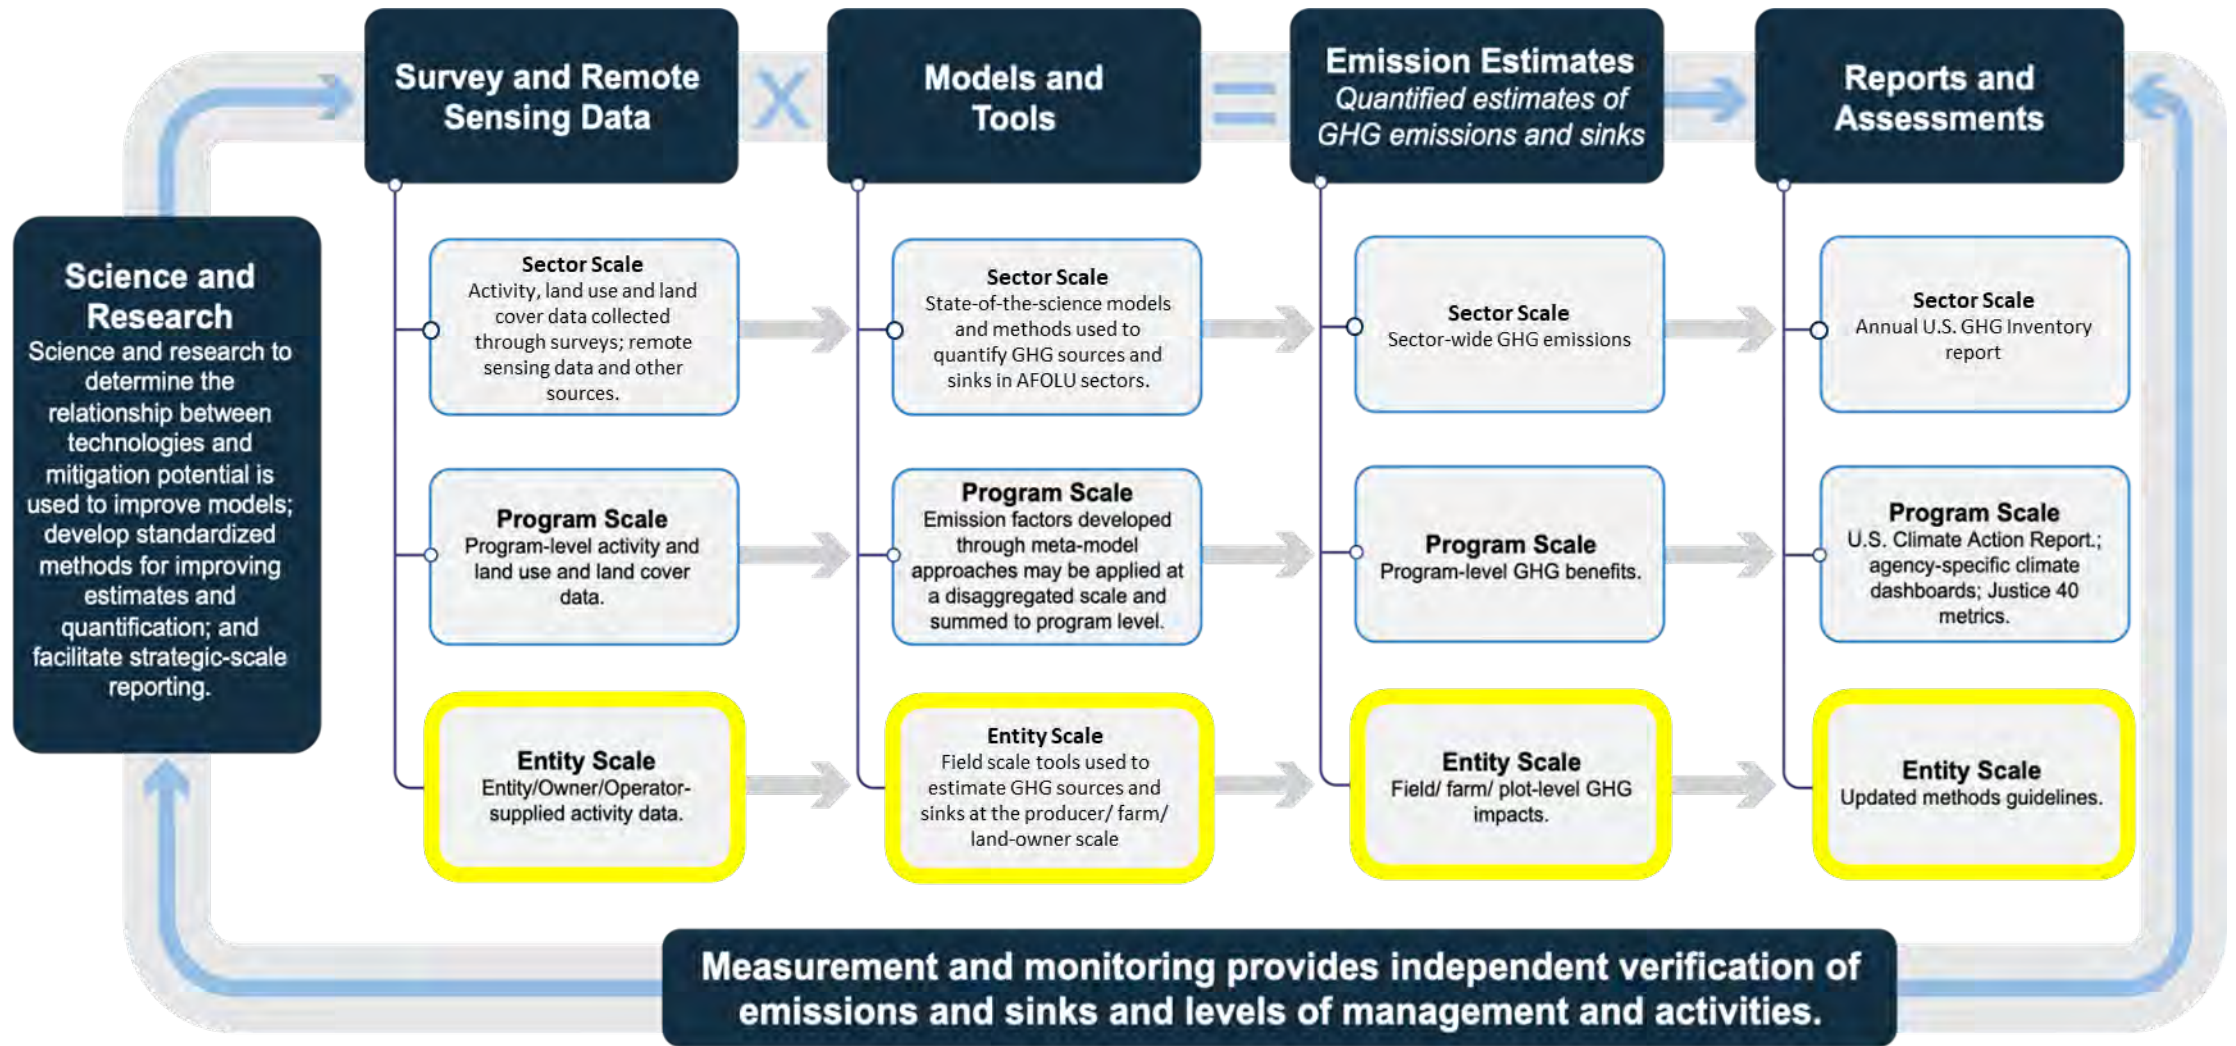 Survey and Remote
Sensing Data
X
Models and
Tools
=
Emission Estimates
Quantified estimates of
GHG emissions and sinks
Reports and
Assessments
Science and
Research
Science and research to
determine the
relationship between
technologies and
mitigation potential is
used to improve models;
develop standardized
methods for improving
estimates and
quantification; and
facilitate strategic-scale
reporting.
Sector Scale
Activity, land use and land
cover data collected
through surveys; remote
sensing data and other
sources.
Sector Scale
State-of-the-science models
and methods used to
quantify GHG sources and
sinks in AFOLU sectors.
Sector Scale
Sector-wide GHG emissions
Sector Scale
Annual U.S. GHG Inventory
report
Program Scale
Program-level activity and
land use and land cover
data.
Program Scale
Emission factors developed
through meta-model
approaches may be applied at
a disaggregated scale and
summed to program level.
Program Scale
Program-level GHG benefits.
Program Scale
U.S. Climate Action Report.;
agency-specific climate
dashboards; Justice 40
metrics.
Entity Scale
Entity/Owner/Operator-
supplied activity data.
Entity Scale
Field scale tools used to
estimate GHG sources and
sinks at the producer/ farm/
land-owner scale
Entity Scale
Field/ farm/ plot-level GHG
impacts.
Entity Scale
Updated methods guidelines.
Measurement and monitoring provides independent verification of
emissions and sinks and levels of management and activities.